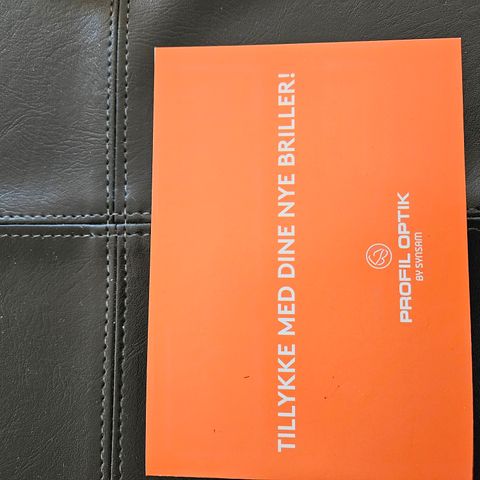 TILLYKKE MED DINE NYE BRILLER!
PROFIL OPTIK
BY SYNSAM